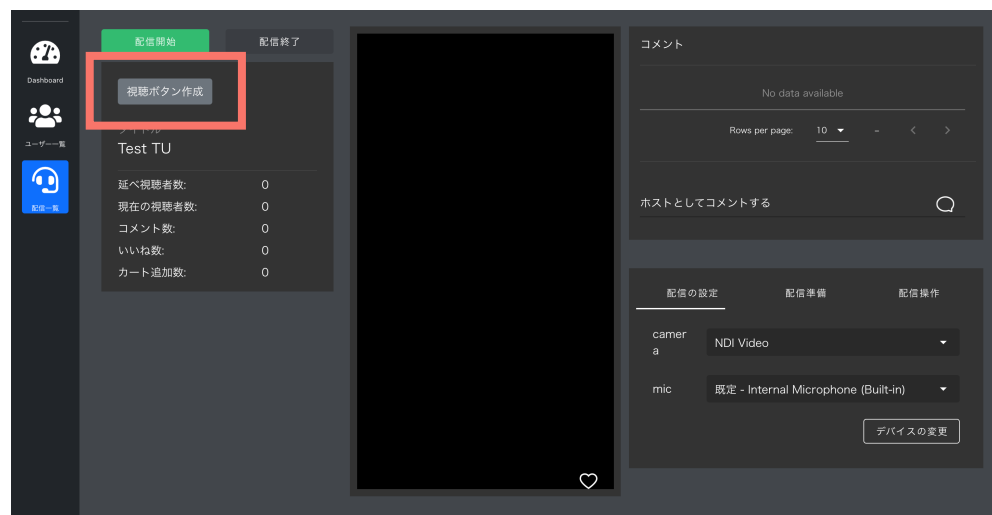 Dashboard
ユーザー一覧
配信一覧
配信開始
配信終了
視聴ボタン作成
タイトル
Test TU
延べ視聴者数: 0
現在の視聴者数: 0
コメント数: 0
いいね数: 0
カート追加数: 0
コメント
No data available
Rows per page: 10 –
ホストとしてコメントする
配信の設定 配信準備 配信操作
camer
a
NDI Video
mic 既定 - Internal Microphone (Built-in)
デバイスの変更